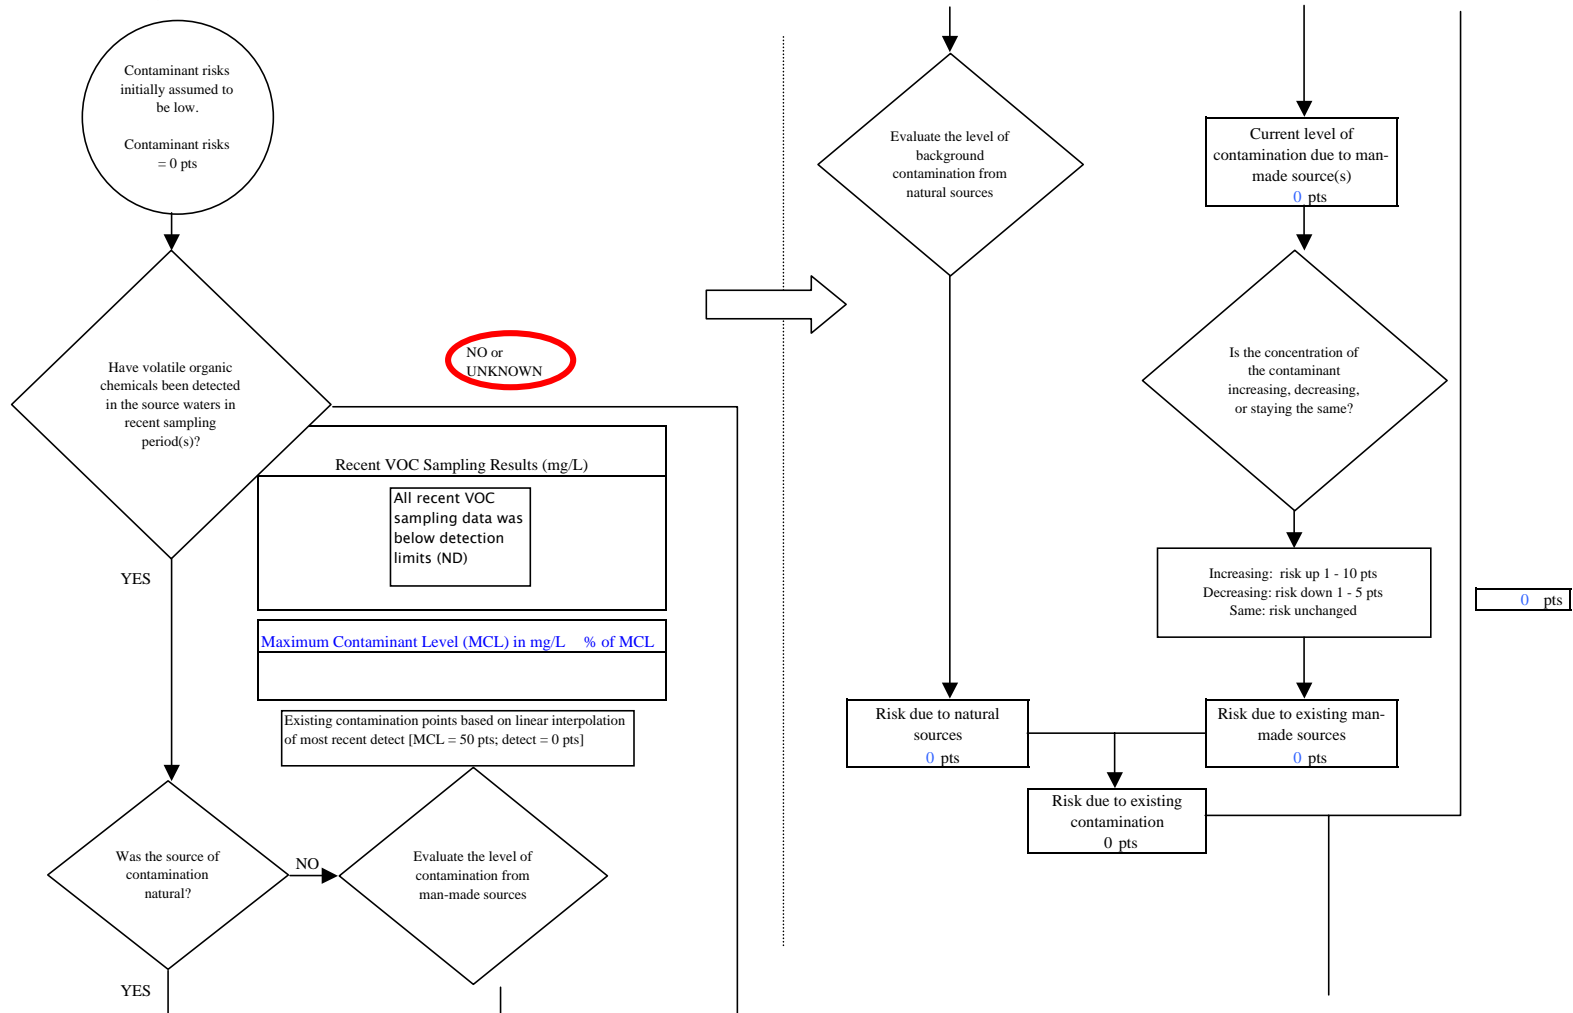 Contaminant risks
initially assumed to
be low.
Contaminant risks
= 0 pts
Have volatile organic
chemicals been detected
in the source waters in
recent sampling
period(s)?
NO or
UNKNOWN
Recent VOC Sampling Results (mg/L)
All recent VOC
sampling data was
below detection
limits (ND)
YES
Maximum Contaminant Level (MCL) in mg/L % of MCL
Existing contamination points based on linear interpolation
of most recent detect [MCL = 50 pts; detect = 0 pts]
Was the source of
contamination
natural?
NO
Evaluate the level of
contamination from
man-made sources
YES
Evaluate the level of
background
contamination from
natural sources
Current level of
contamination due to man-
made source(s)
0 pts
Is the concentration of
the contaminant
increasing, decreasing,
or staying the same?
Increasing: risk up 1 - 10 pts
Decreasing: risk down 1 - 5 pts
Same: risk unchanged
0 pts
Risk due to natural
sources
0 pts
Risk due to existing man-
made sources
0 pts
Risk due to existing
contamination
0 pts